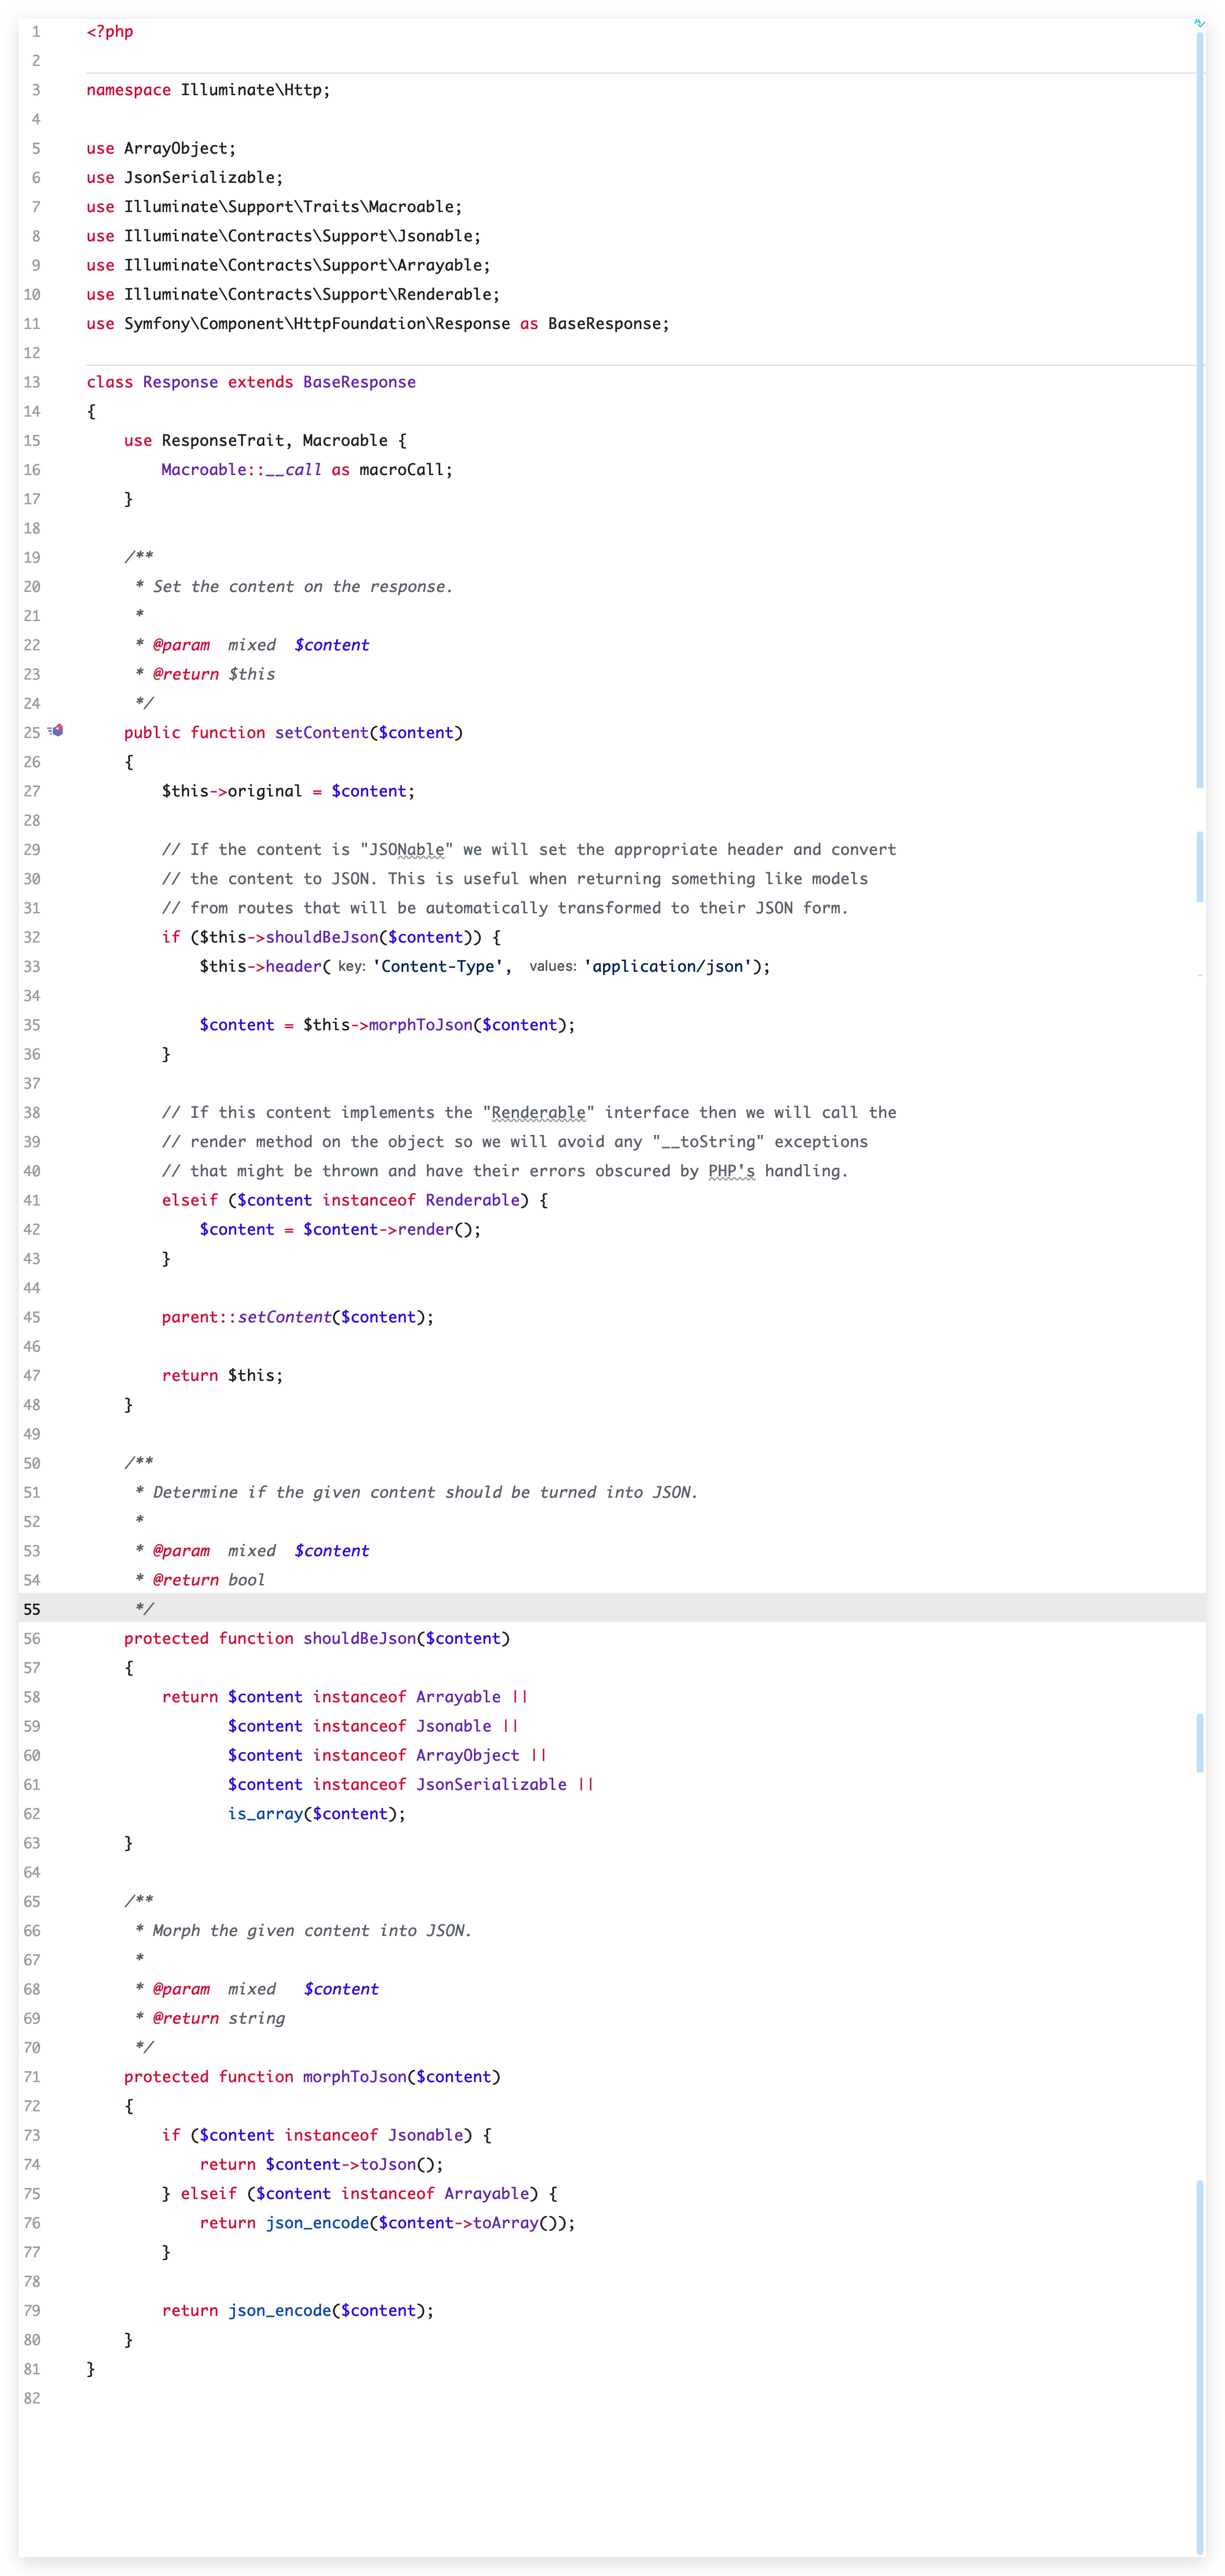 1 <?php
2
3 namespace Illuminate\Http;
4
5 use ArrayObject;
6 use JsonSerializable;
7 use Illuminate\Support\Traits\Macroable;
8 use Illuminate\Contracts\Support\Jsonable;
9 use Illuminate\Contracts\Support\Arrayable;
10 use Illuminate\Contracts\Support\Renderable;
11 use Symfony\Component\HttpFoundation\Response as BaseResponse;
12
13 class Response extends BaseResponse
14 {
15     use ResponseTrait, Macroable {
16         Macroable::__call as macroCall;
17     }
18
19     /**
20      * Set the content on the response.
21      *
22      * @param  mixed  $content
23      * @return $this
24      */
25     public function setContent($content)
26     {
27         $this->original = $content;
28
29         // If the content is "JSONable" we will set the appropriate header and convert
30         // the content to JSON. This is useful when returning something like models
31         // from routes that will be automatically transformed to their JSON form.
32         if ($this->shouldBeJson($content)) {
33             $this->header( key: 'Content-Type',  values: 'application/json');
34
35             $content = $this->morphToJson($content);
36         }
37
38         // If this content implements the "Renderable" interface then we will call the
39         // render method on the object so we will avoid any "__toString" exceptions
40         // that might be thrown and have their errors obscured by PHP's handling.
41         elseif ($content instanceof Renderable) {
42             $content = $content->render();
43         }
44
45         parent::setContent($content);
46
47         return $this;
48     }
49
50     /**
51      * Determine if the given content should be turned into JSON.
52      *
53      * @param  mixed  $content
54      * @return bool
55      */
56     protected function shouldBeJson($content)
57     {
58         return $content instanceof Arrayable ||
59                $content instanceof Jsonable ||
60                $content instanceof ArrayObject ||
61                $content instanceof JsonSerializable ||
62                is_array($content);
63     }
64
65     /**
66      * Morph the given content into JSON.
67      *
68      * @param  mixed   $content
69      * @return string
70      */
71     protected function morphToJson($content)
72     {
73         if ($content instanceof Jsonable) {
74             return $content->toJson();
75         } elseif ($content instanceof Arrayable) {
76             return json_encode($content->toArray());
77         }
78
79         return json_encode($content);
80     }
81 }
82